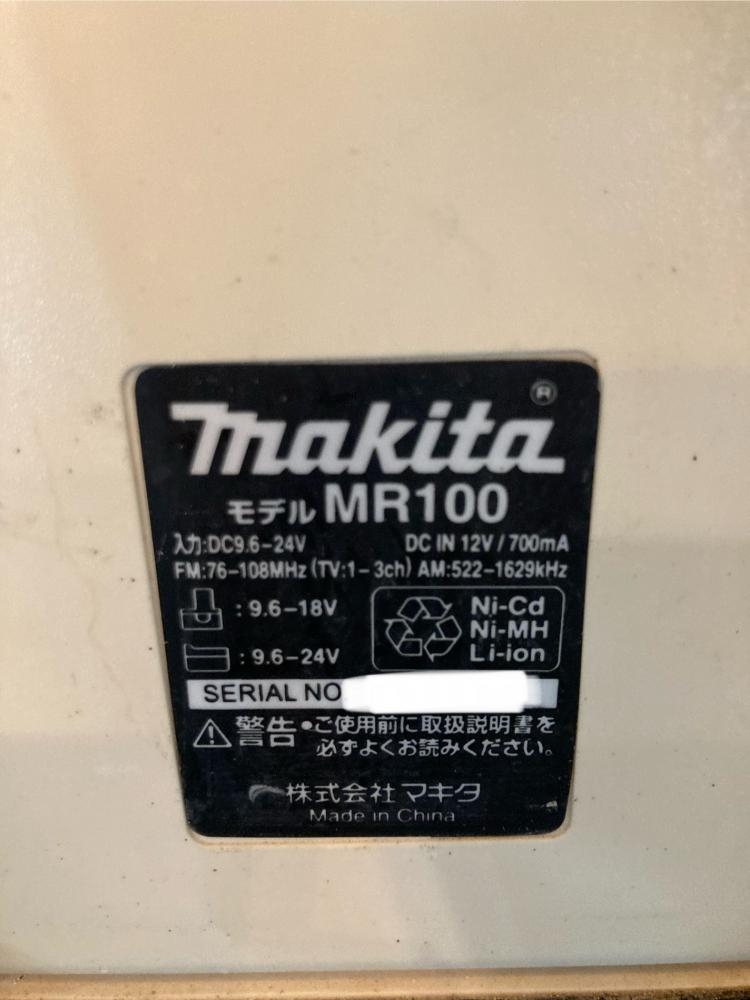 makita®
モデル MR100
入力:DC9.6-24V DC IN 12V/700mA
FM:76-108MHz (TV:1-3ch) AM:522-1629kHz
: 9.6-18V
: 9.6-24V
Ni-Cd
Ni-MH
Li-ion
SERIAL NO
警告 •ご使用前に取扱説明書を
必ずよくお読みください。
株式会社 マキタ
Made in China